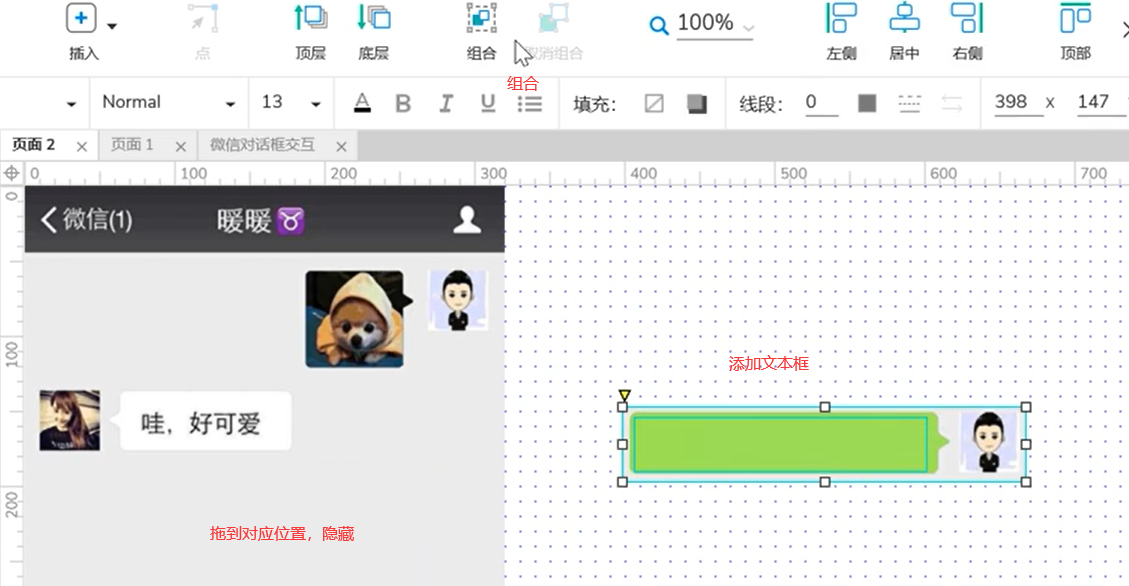 插入
点
顶层
底层
组合
取消组合
100%
左侧
居中
右侧
顶部
组合
Normal
13
A
B
I
U
填充：
线段：
0
398 x 147
页面 2
页面 1
微信对话框交互
0 100 200 300 400 500 600 700
0
100
200
微信(1)
暖暖♉
哇，好可爱
添加文本框
拖到对应位置，隐藏